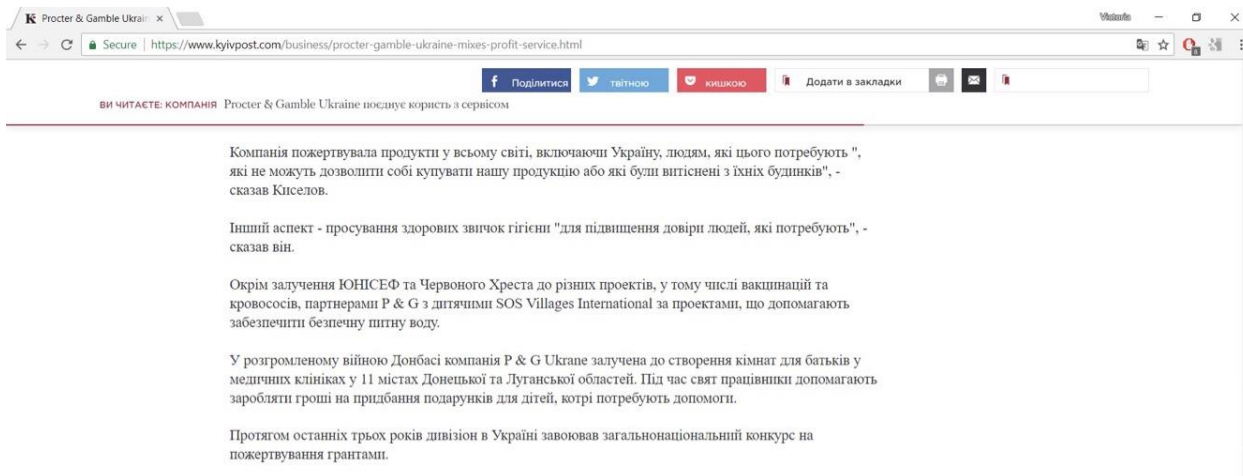 Procter & Gamble Ukrain
Victoria
Secure | https://www.kyivpost.com/business/procter-gamble-ukraine-mixes-profit-service.html
Поділитися твітною кишкою Додати в закладки
ВИ ЧИТАЄТЕ: КОМПАНІЯ Procter & Gamble Ukraine поєднує користь з сервісом
Компанія пожертвувала продукти у всьому світі, включаючи Україну, людям, які цього потребують ",
які не можуть дозволити собі купувати нашу продукцію або які були витіснені з їхніх будинків", -
сказав Киселов.
Інший аспект - просування здорових звичок гігієни "для підвищення довіри людей, які потребують", -
сказав він.
Окрім залучення ЮНІСЕФ та Червоного Хреста до різних проектів, у тому числі вакцинацій та
кровососів, партнерами P & G з дитячими SOS Villages International за проектами, що допомагають
забезпечити безпечну питну воду.
У розгромленому війною Донбасі компанія P & G Ukrane залучена до створення кімнат для батьків у
медичних клініках у 11 містах Донецької та Луганської областей. Під час свят працівники допомагають
заробляти гроші на придбання подарунків для дітей, котрі потребують допомоги.
Протягом останніх трьох років дивізіон в Україні завоював загальнонаціональний конкурс на
пожертвування грантами.